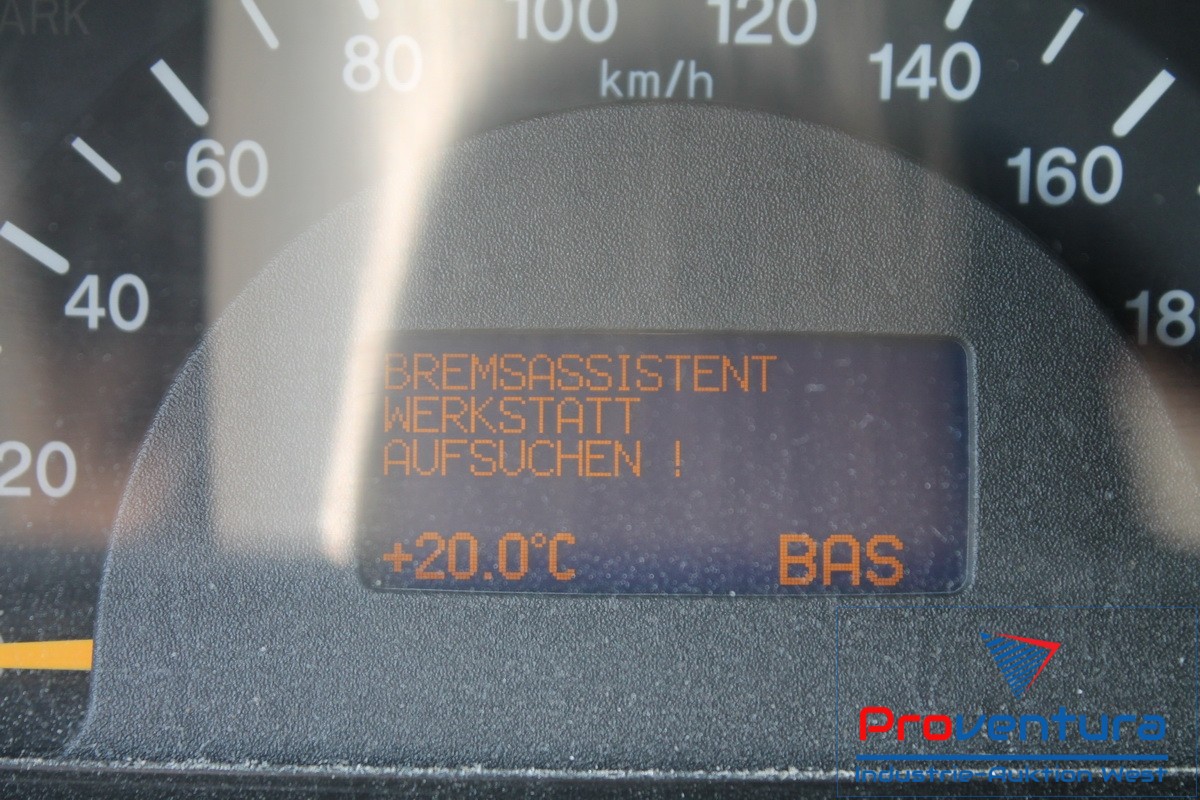 ARK
100
120
80
km/h
140
60
160
40
18
20
BREMSASSISTENT
WERKSTATT
AUFSUCHEN !
+20.0°C
BAS
Proventura
Industrie-Auktion West